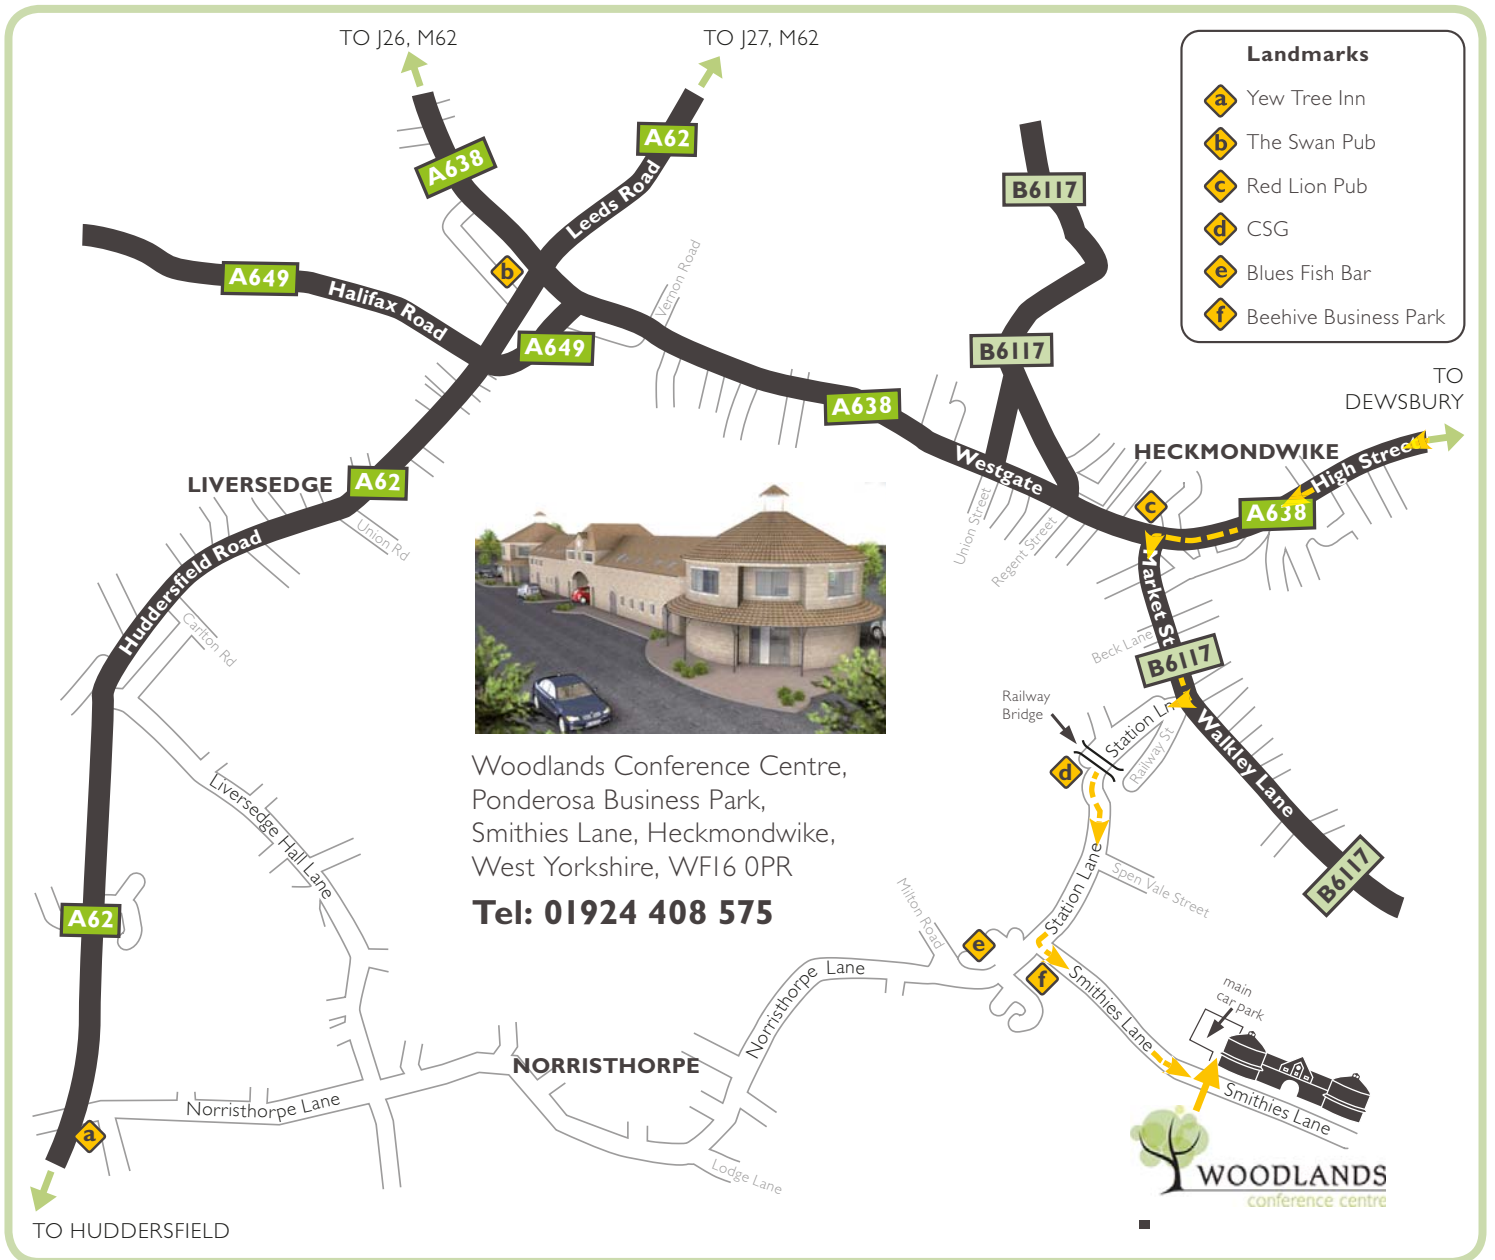 TO J26, M62
TO J27, M62
Landmarks
a Yew Tree Inn
b The Swan Pub
c Red Lion Pub
d CSG
e Blues Fish Bar
f Beehive Business Park
A638
A62
Leeds Road
B6117
A649
Halifax Road
b
Vernon Road
A649
B6117
A638
TO
DEWSBURY
HECKMONDWIKE
High Street
Westgate
LIVERSEDGE
A62
Union Rd
Union Street
Regent Street
c
A638
Huddersfield Road
Carlton Rd
Market St
Beck Lane
B6117
Railway
Bridge
Station Ln
Railway St
Walkley Lane
d
Woodlands Conference Centre,
Ponderosa Business Park,
Smithies Lane, Heckmondwike,
West Yorkshire, WF16 0PR
Tel: 01924 408 575
Liversedge Hall Lane
Station Lane
Spen Vale Street
B6117
A62
Milton Road
e
Station Lane
f
Norristhorpe Lane
Smithies Lane
main
car park
Norristhorpe Lane
NORRISTHORPE
Norristhorpe Lane
Smithies Lane
a
Lodge Lane
WOODLANDS
conference centre
TO HUDDERSFIELD